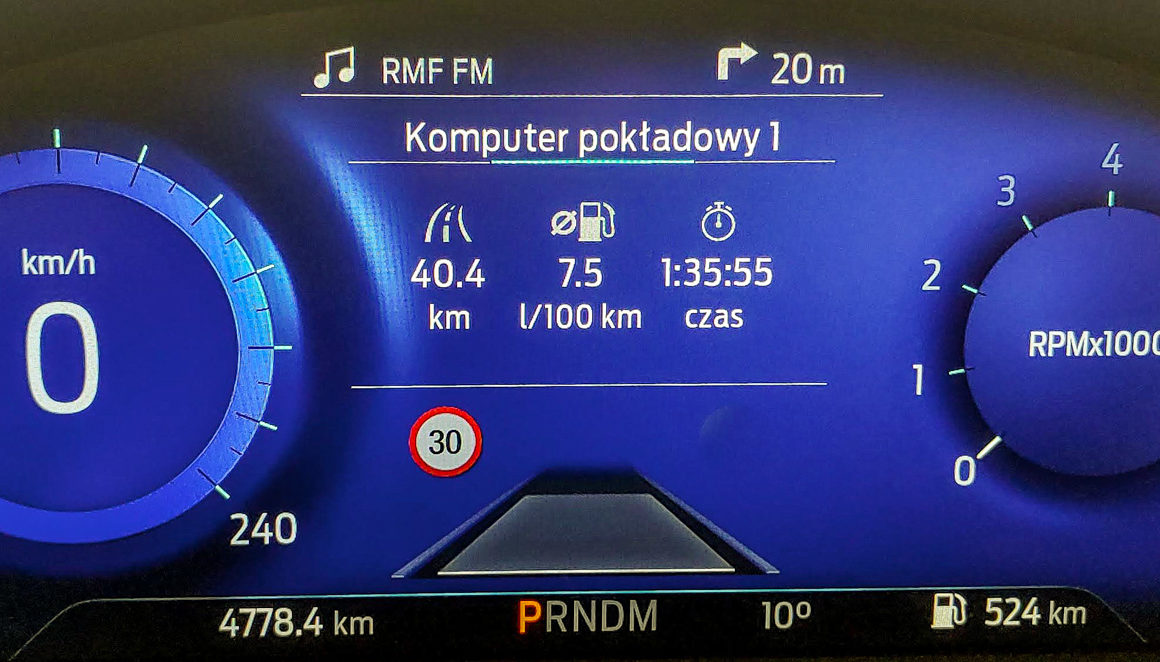 RMF FM 20 m
Komputer pokładowy 1
40.4 7.5 1:35:55
km l/100 km czas
km/h
0
240
30
4
3
2
1
0
RPMx1000
4778.4 km PRNDM 10º 524 km